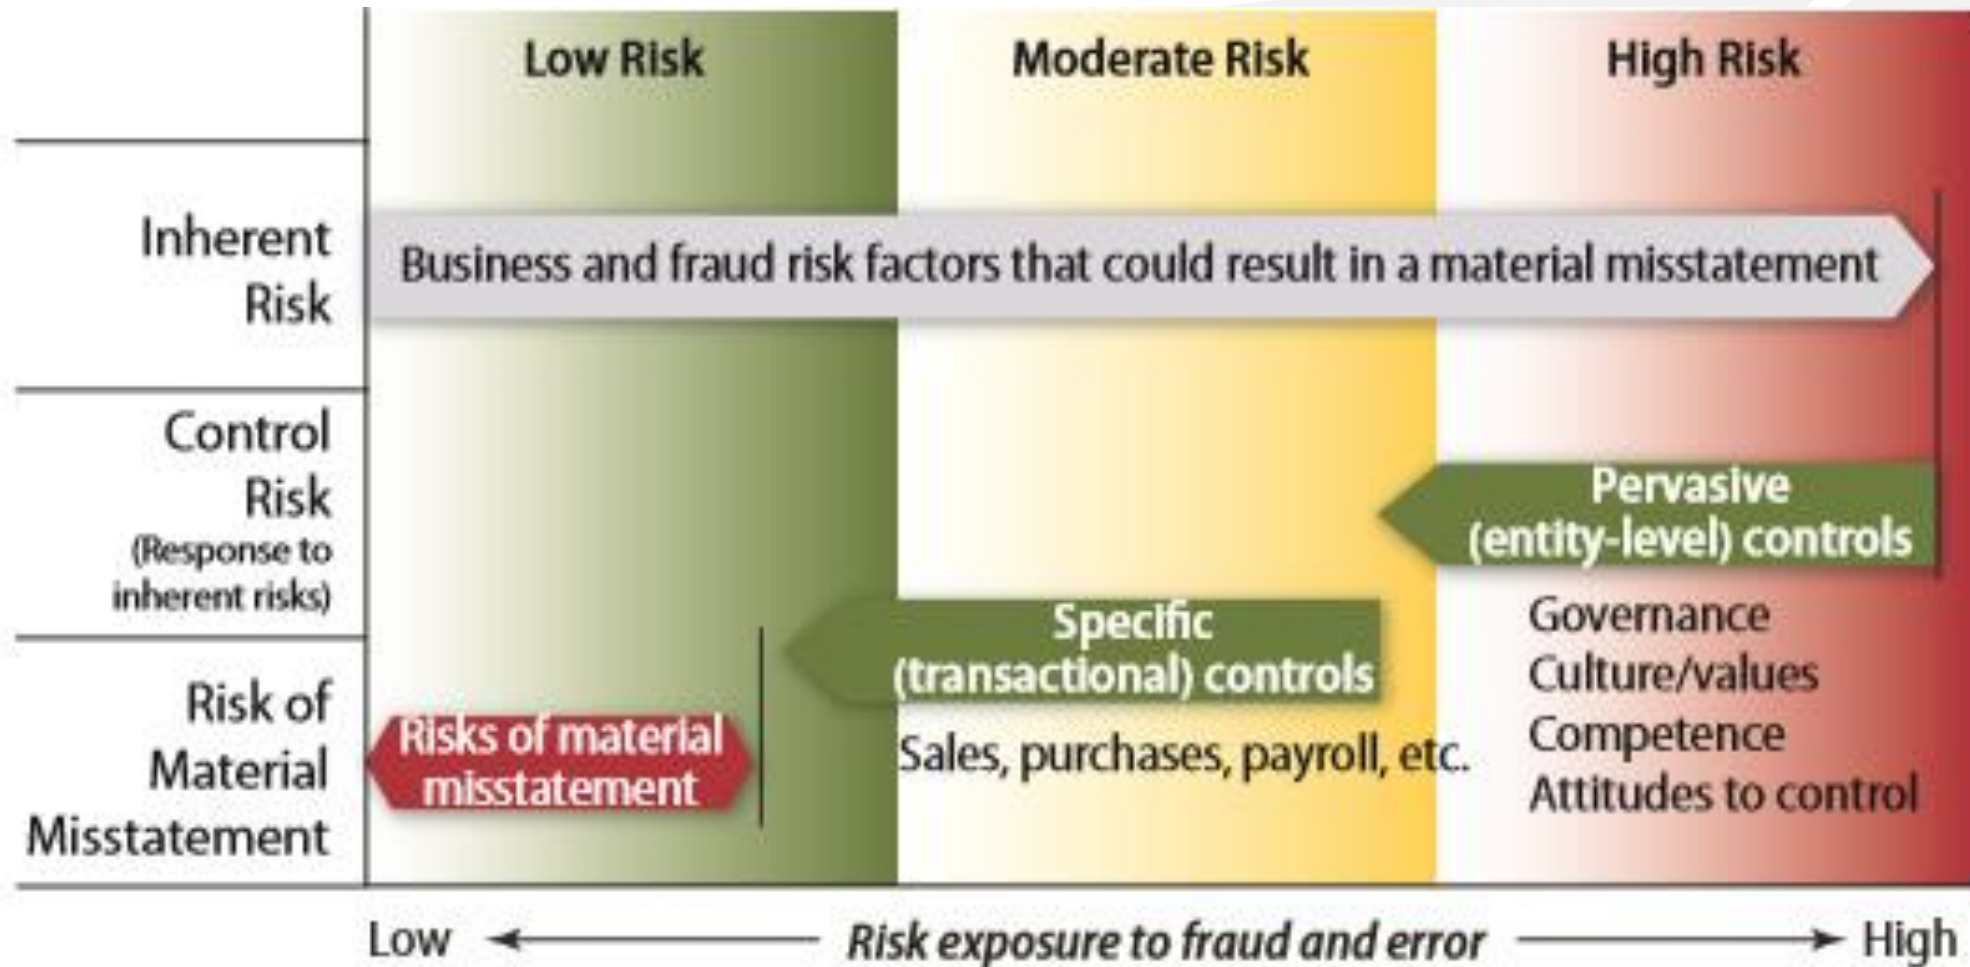 Low Risk
Moderate Risk
High Risk
Inherent
Risk
Business and fraud risk factors that could result in a material misstatement
Control
Risk
(Response to
inherent risks)
Pervasive
(entity-level) controls
Governance
Culture/values
Competence
Attitudes to control
Specific
(transactional) controls
Sales, purchases, payroll, etc.
Risk of
Material
Misstatement
Risks of material
misstatement
Low
Risk exposure to fraud and error
High